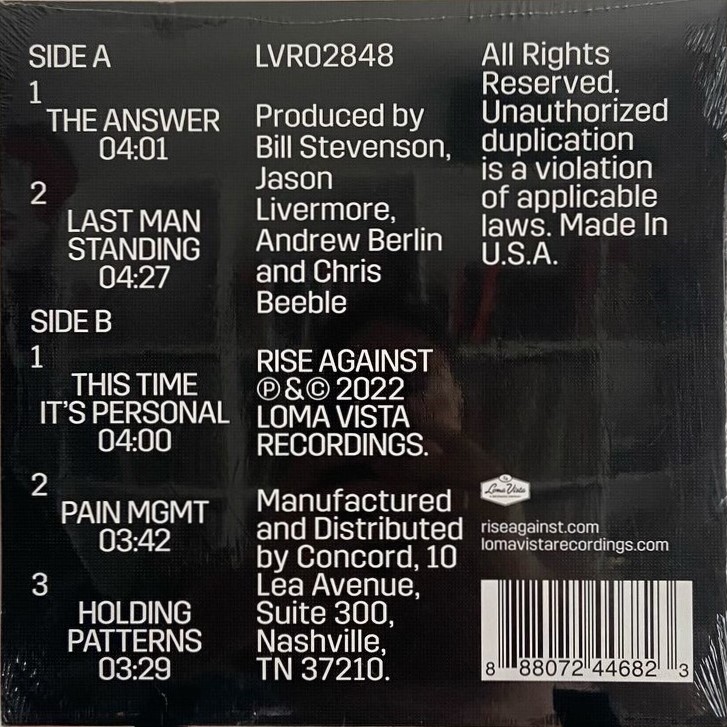 SIDE A
1
THE ANSWER
04:01
2
LAST MAN
STANDING
04:27
SIDE B
1
THIS TIME
IT'S PERSONAL
04:00
2
PAIN MGMT
03:42
3
HOLDING
PATTERNS
03:29
LVR02848
Produced by
Bill Stevenson,
Jason
Livermore,
Andrew Berlin
and Chris
Beeble
RISE AGAINST
℗&© 2022
LOMA VISTA
RECORDINGS.
Manufactured
and Distributed
by Concord, 10
Lea Avenue,
Suite 300,
Nashville,
TN 37210.
All Rights
Reserved.
Unauthorized
duplication
is a violation
of applicable
laws. Made In
U.S.A.
Loma Vista
riseagainst.com
lomavistarecordings.com
8 88072 44682 3